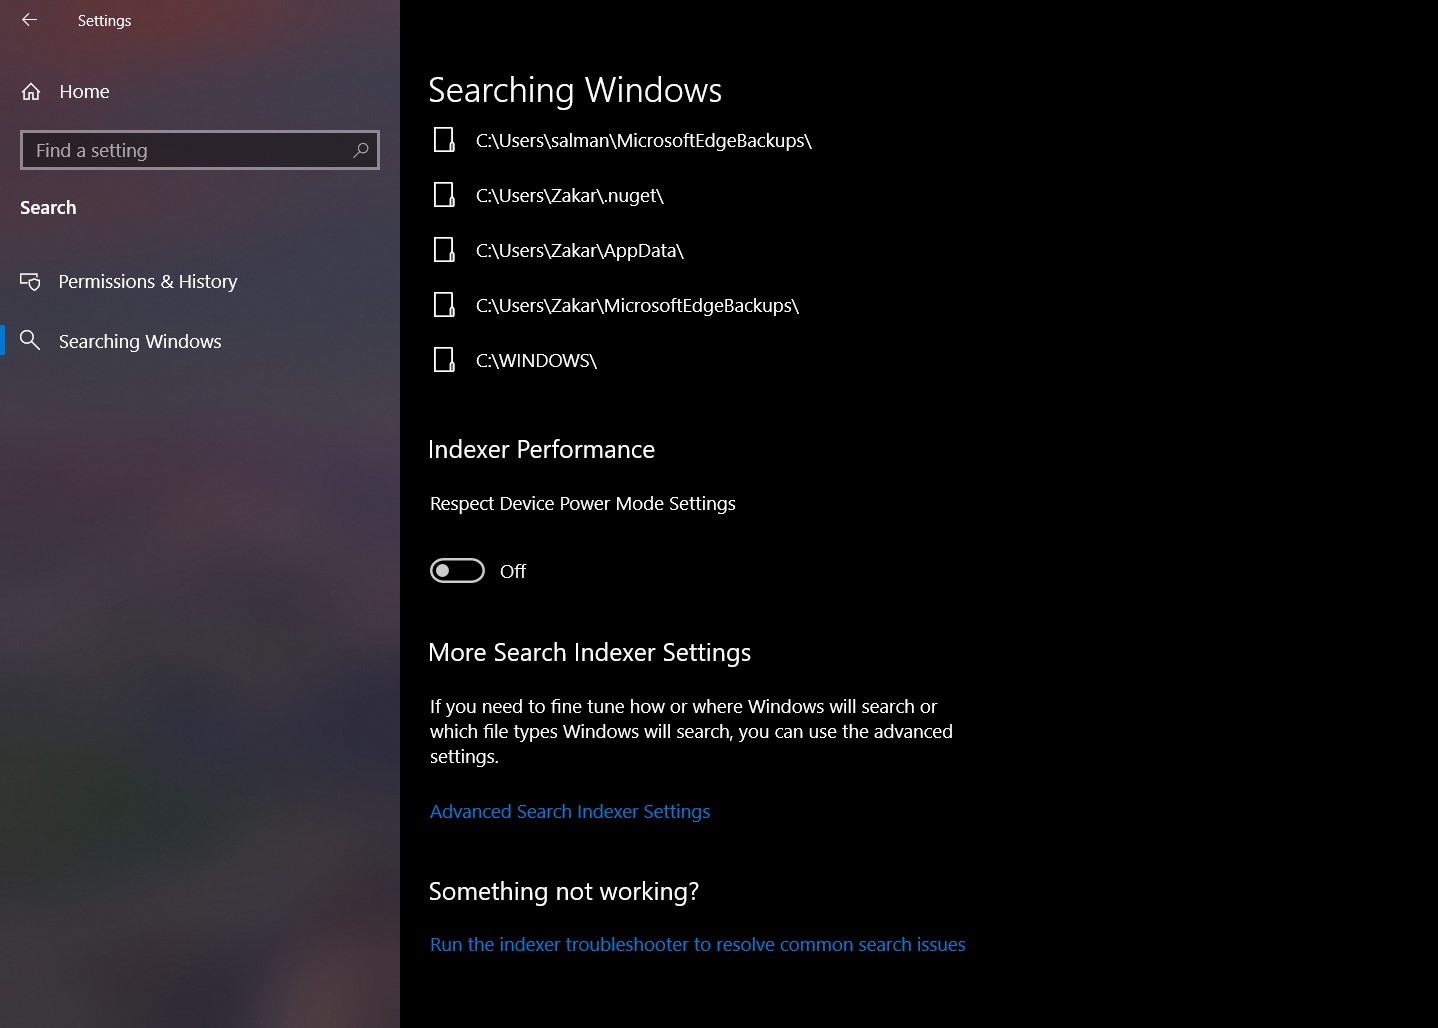 Settings
Home
Find a setting
Search
Permissions & History
Searching Windows
Searching Windows
C:\Users\salman\MicrosoftEdgeBackups\
C:\Users\Zakar\.nuget\
C:\Users\Zakar\AppData\
C:\Users\Zakar\MicrosoftEdgeBackups\
C:\WINDOWS\
Indexer Performance
Respect Device Power Mode Settings
Off
More Search Indexer Settings
If you need to fine tune how or where Windows will search or
which file types Windows will search, you can use the advanced
settings.
Advanced Search Indexer Settings
Something not working?
Run the indexer troubleshooter to resolve common search issues